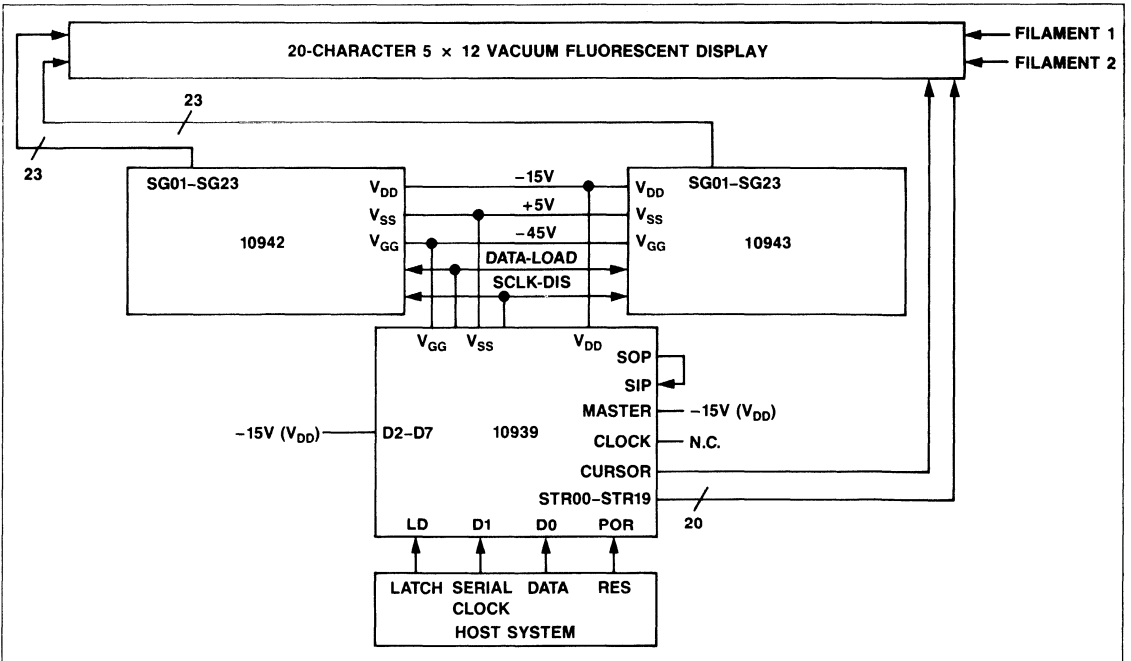 20-CHARACTER 5 × 12 VACUUM FLUORESCENT DISPLAY
FILAMENT 1
FILAMENT 2
23
23
SG01–SG23
10942
VDD
VSS
VGG
–15V
+5V
–45V
DATA-LOAD
SCLK-DIS
SG01–SG23
VDD
VSS
VGG
10943
VGG
VSS
VDD
SOP
SIP
MASTER
–15V (VDD)
–15V (VDD)
D2–D7
10939
CLOCK
N.C.
CURSOR
STR00–STR19
20
LD
D1
D0
POR
LATCH
SERIAL
CLOCK
DATA
RES
HOST SYSTEM